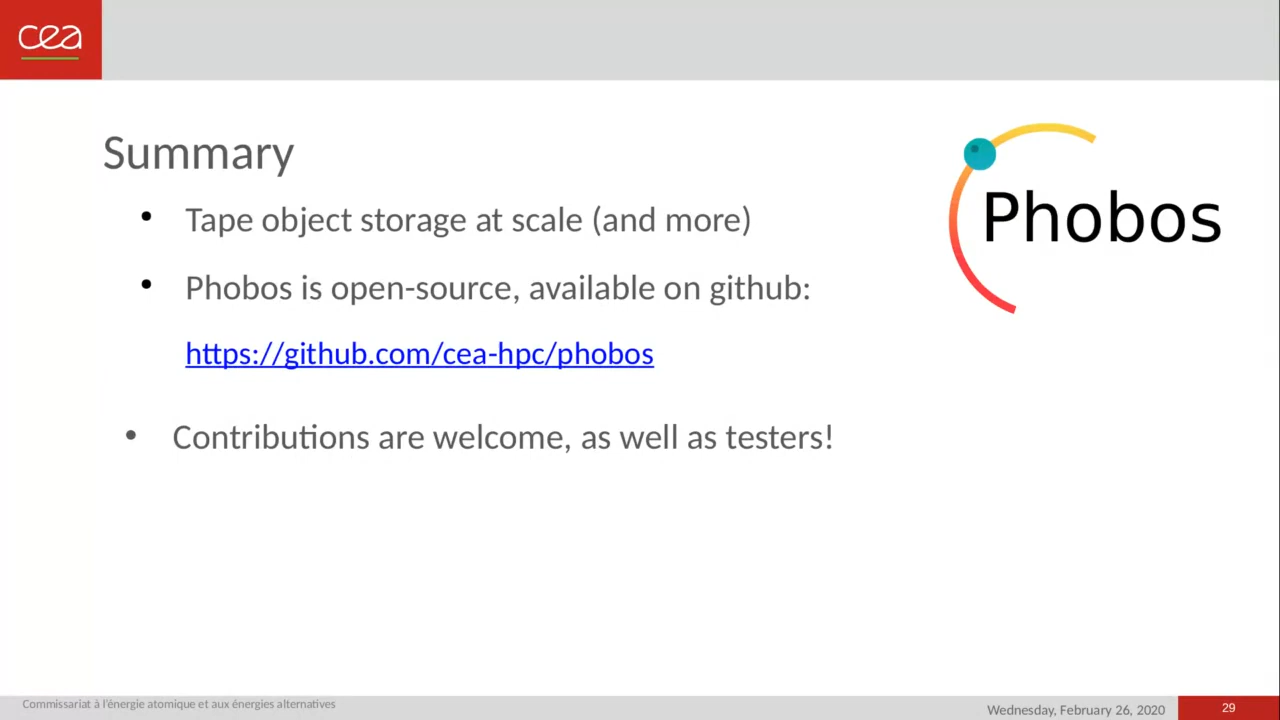 cea
Summary
• Tape object storage at scale (and more)
• Phobos is open-source, available on github:
https://github.com/cea-hpc/phobos
• Contributions are welcome, as well as testers!
Phobos
Commissariat à l'énergie atomique et aux énergies alternatives
Wednesday, February 26, 2020
29